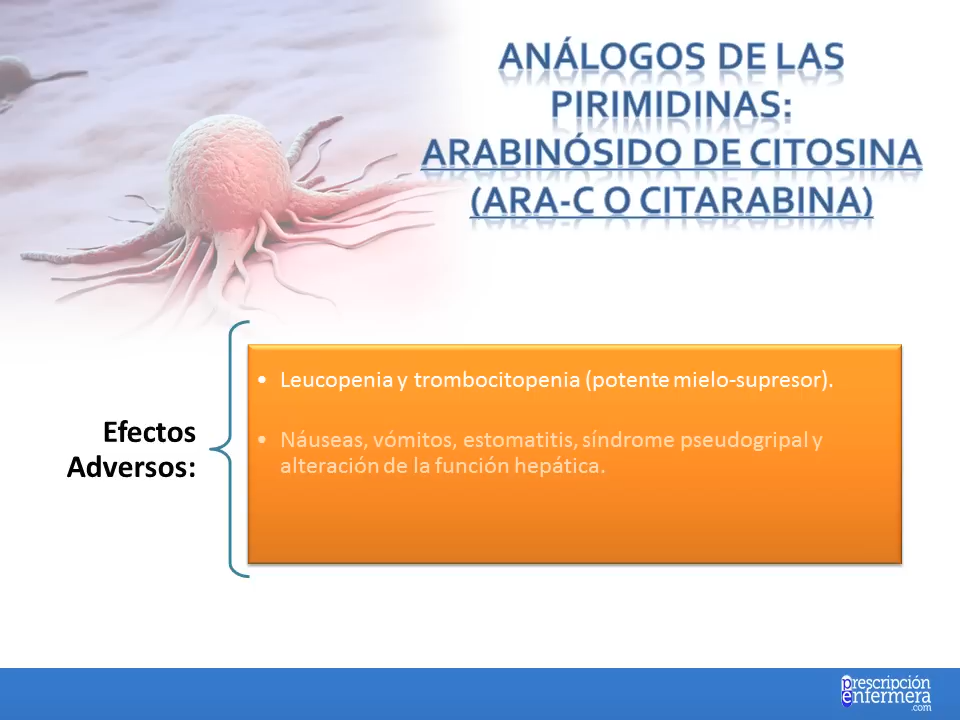 ANÁLOGOS DE LAS
PIRIMIDINAS:
ARABINÓSIDO DE CITOSINA
(ARA-C O CITARABINA)
Efectos
Adversos:
• Leucopenia y trombocitopenia (potente mielo-supresor).
• Náuseas, vómitos, estomatitis, síndrome pseudogripal y
alteración de la función hepática.
prescripción
enfermera
.com